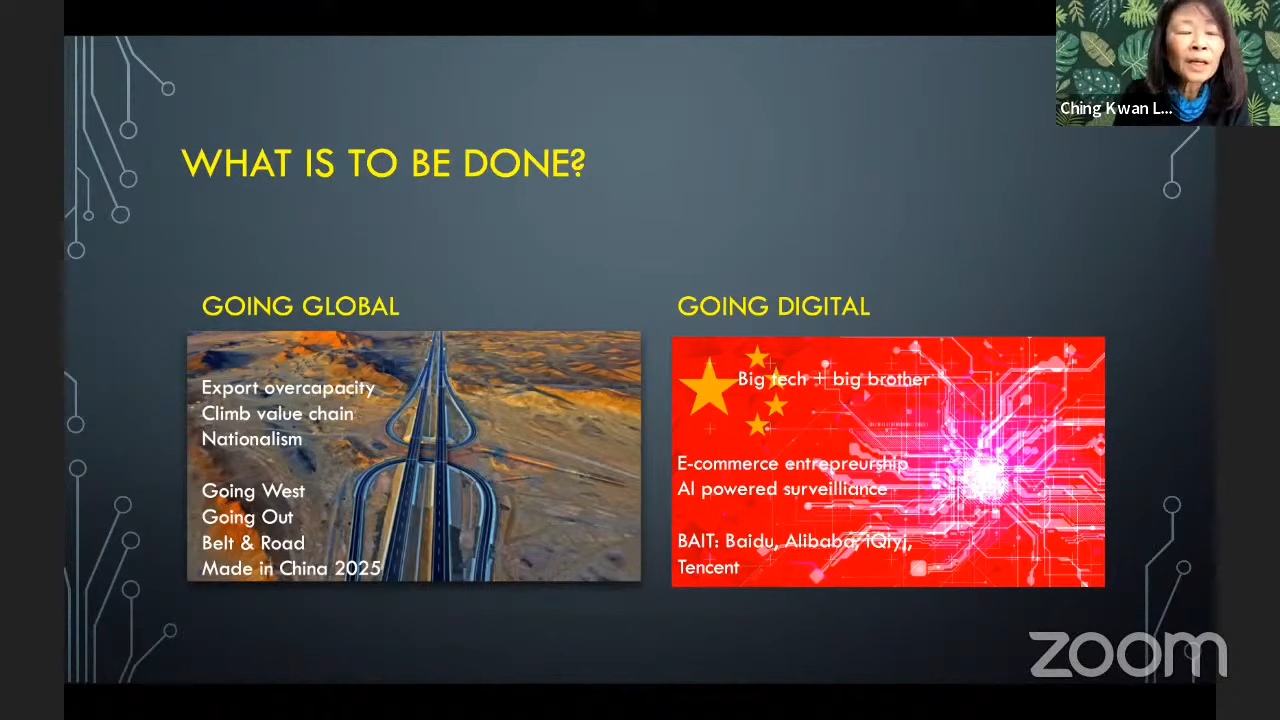 Ching Kwan L...
WHAT IS TO BE DONE?
GOING GLOBAL
Export overcapacity
Climb value chain
Nationalism
Going West
Going Out
Belt & Road
Made in China 2025
GOING DIGITAL
Big tech + big brother
E-commerce entrepreurship
AI powered surveilliance
BAIT: Baidu, Alibaba, iQiyi,
Tencent
zoom